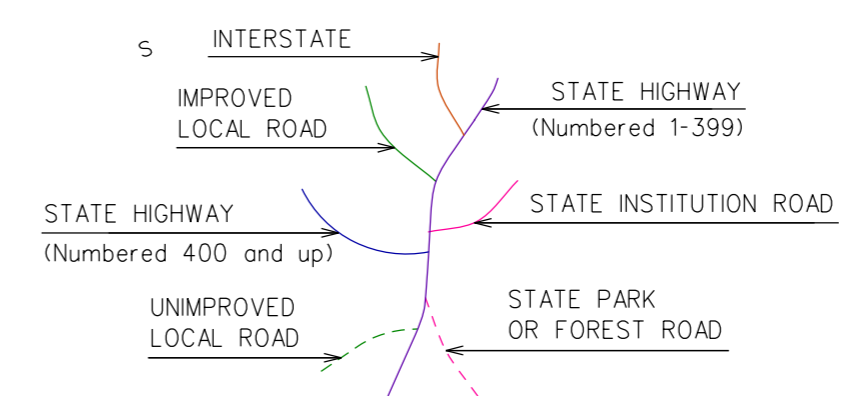 S
INTERSTATE
IMPROVED
LOCAL ROAD
STATE HIGHWAY
(Numbered 1-399)
STATE HIGHWAY
(Numbered 400 and up)
STATE INSTITUTION ROAD
UNIMPROVED
LOCAL ROAD
STATE PARK
OR FOREST ROAD